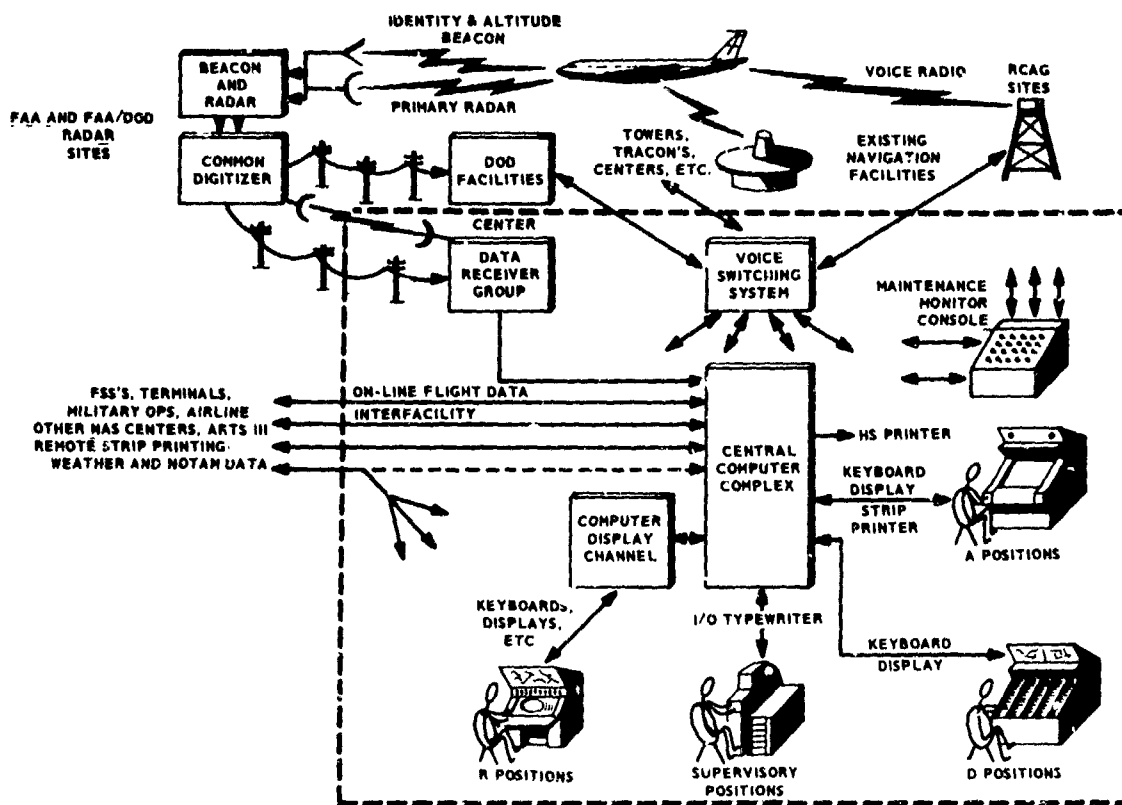 IDENTITY & ALTITUDE
BEACON
BEACON
AND
RADAR
PRIMARY RADAR
VOICE RADIO
RCAG
SITES
FAA AND FAA/DOD
RADAR
SITES
COMMON
DIGITIZER
DOD
FACILITIES
TOWERS,
TRACON'S,
CENTERS, ETC.
EXISTING
NAVIGATION
FACILITIES
CENTER
DATA
RECEIVER
GROUP
VOICE
SWITCHING
SYSTEM
MAINTENANCE
MONITOR
CONSOLE
FSS'S, TERMINALS,
MILITARY OPS, AIRLINE
OTHER NAS CENTERS, ARTS III
REMOTE STRIP PRINTING
WEATHER AND NOTAM DATA
ON-LINE FLIGHT DATA
INTERFACILITY
CENTRAL
COMPUTER
COMPLEX
HS PRINTER
KEYBOARD
DISPLAY
STRIP
PRINTER
A POSITIONS
COMPUTER
DISPLAY
CHANNEL
KEYBOARDS,
DISPLAYS,
ETC
I/O TYPEWRITER
KEYBOARD
DISPLAY
R POSITIONS
SUPERVISORY
POSITIONS
D POSITIONS